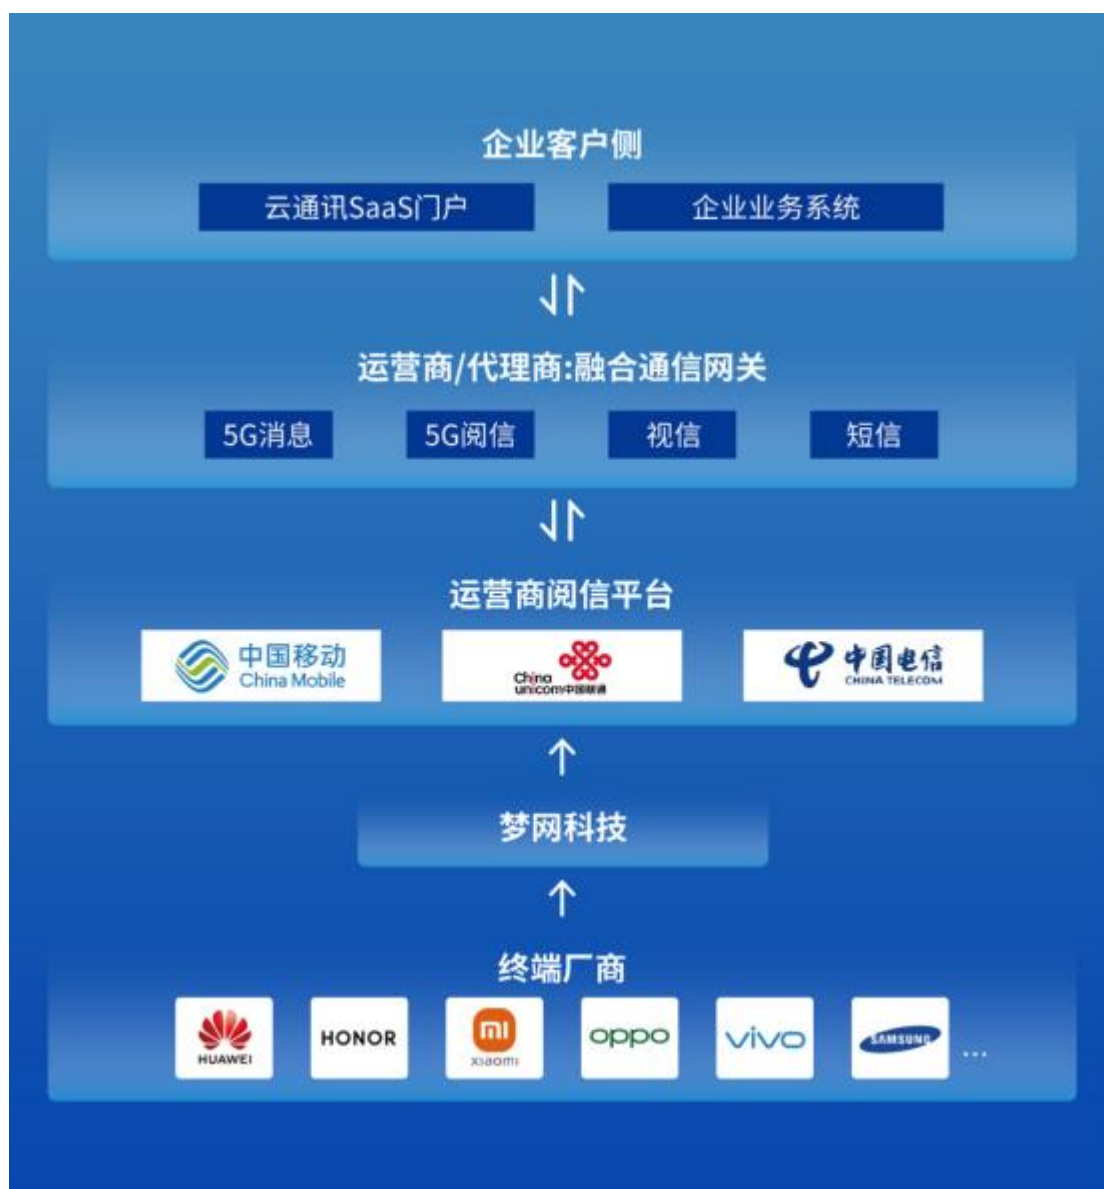 企业客户侧
云通讯SaaS门户 企业业务系统
运营商/代理商:融合通信网关
5G消息 5G阅信 视信 短信
运营商阅信平台
中国移动
China Mobile
China
unicom中国联通
中国电信
CHINA TELECOM
梦网科技
终端厂商
HUAWEI HONOR xiaomi oppo vivo SAMSUNG ...